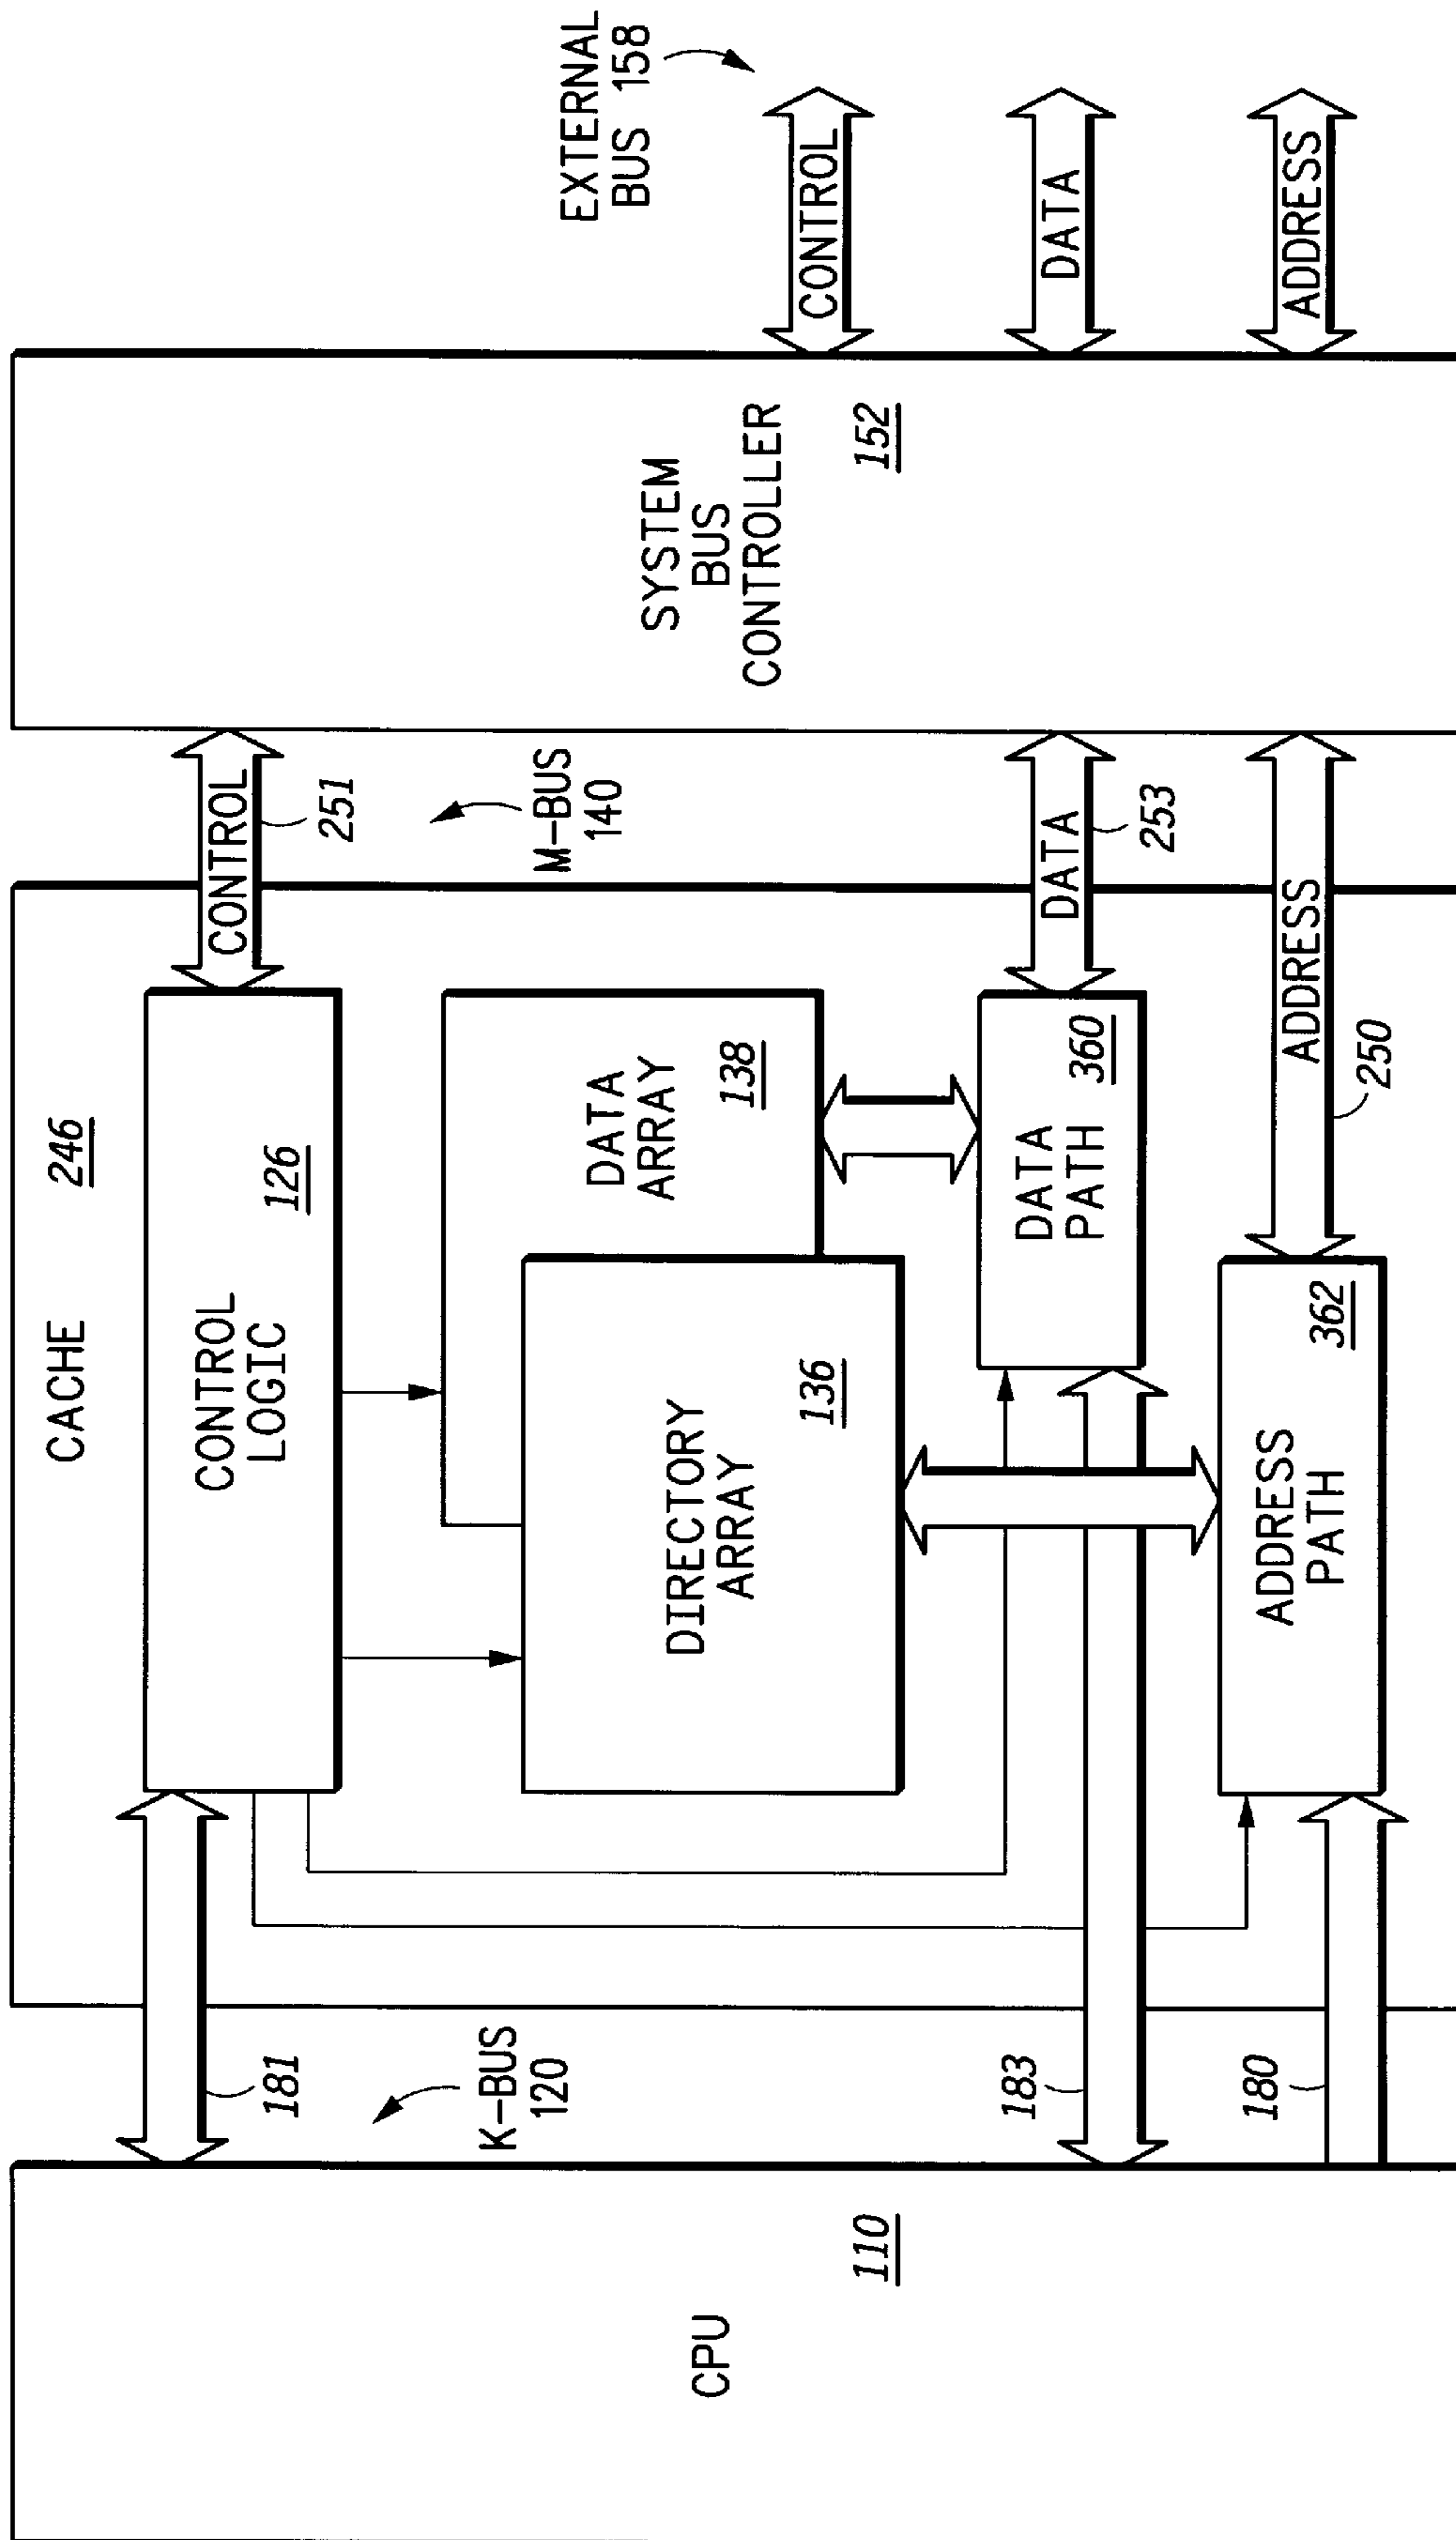 CPU
110
K-BUS
120
181
183
180
CACHE
246
CONTROL
LOGIC
126
DIRECTORY
ARRAY
136
DATA
ARRAY
138
DATA
PATH
360
ADDRESS
PATH
362
CONTROL
251
M-BUS
140
DATA
253
ADDRESS
250
SYSTEM
BUS
CONTROLLER
152
EXTERNAL
BUS 158
CONTROL
DATA
ADDRESS